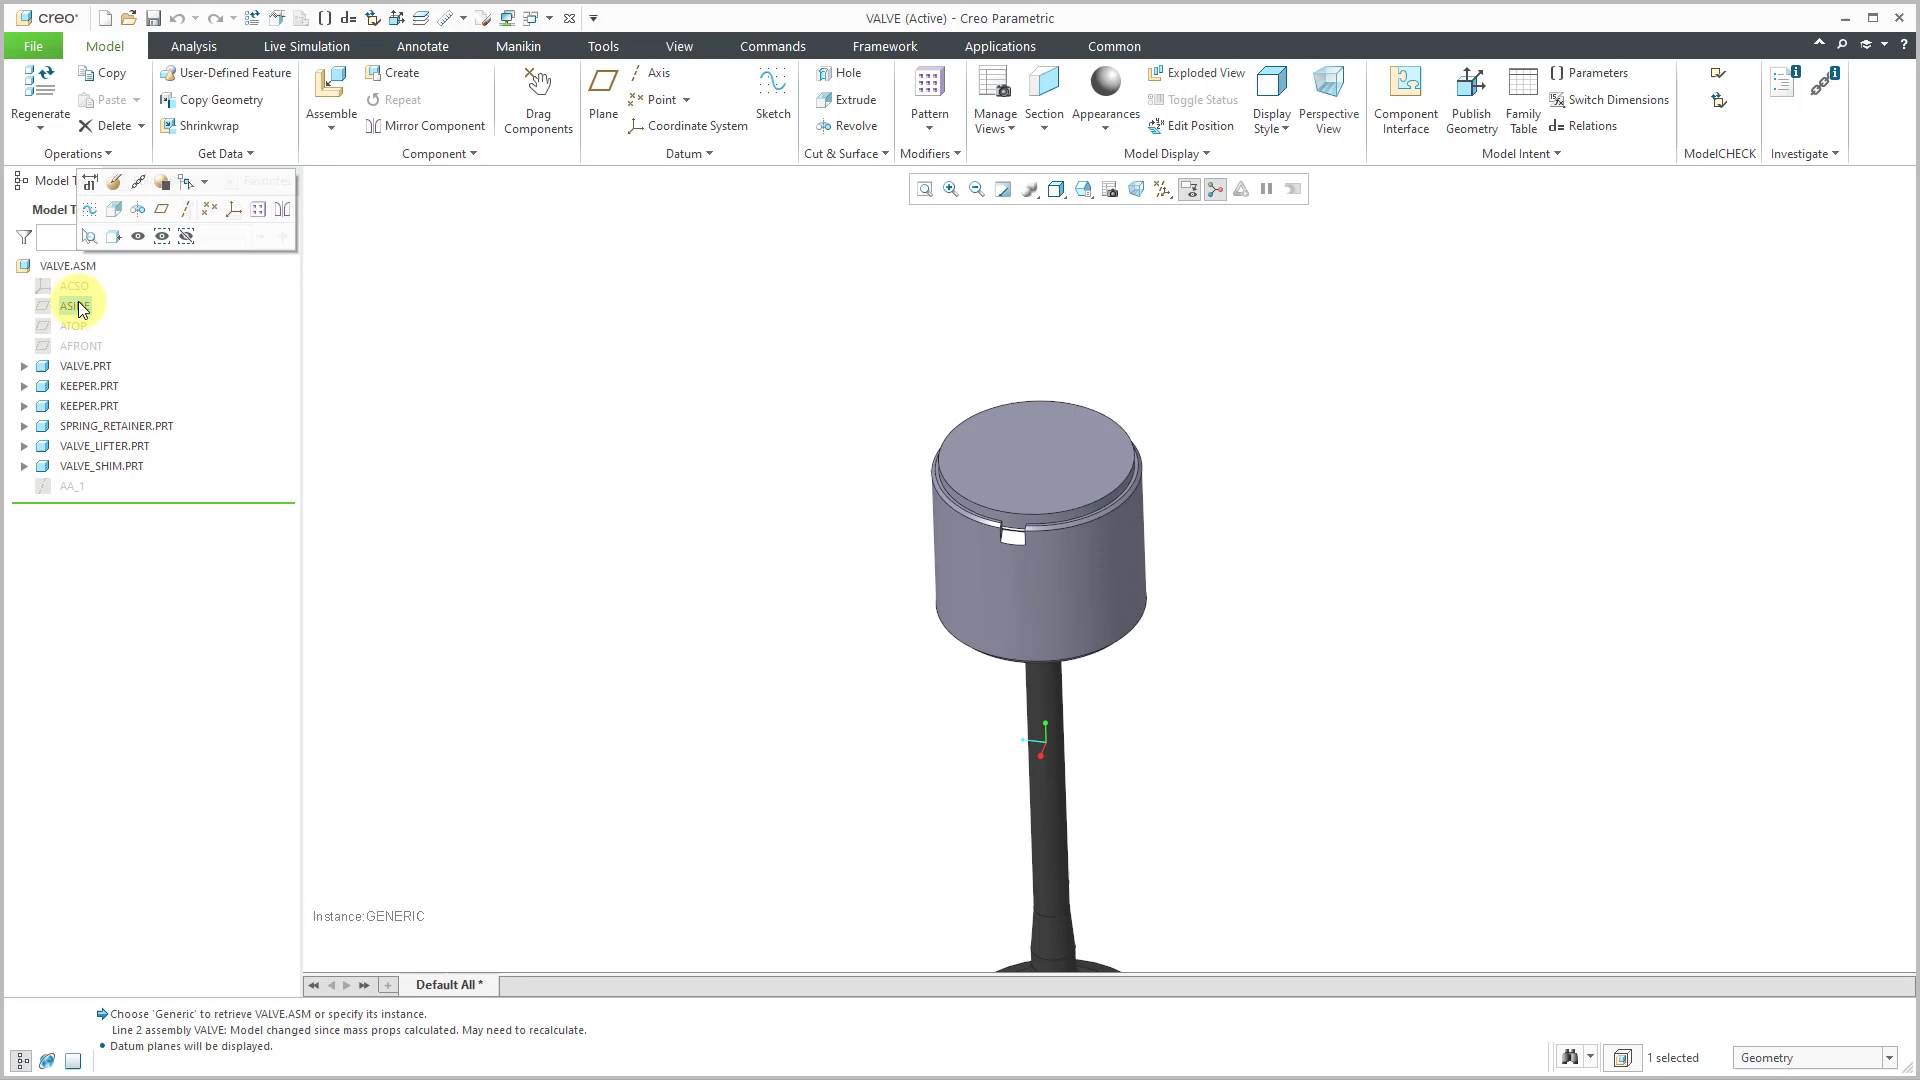 creo
d=
VALVE (Active) - Creo Parametric
File
Model
Analysis
Live Simulation
Annotate
Manikin
Tools
View
Commands
Framework
Applications
Common
Regenerate
Copy
Paste
Delete
Operations
User-Defined Feature
Copy Geometry
Shrinkwrap
Get Data
Assemble
Create
Repeat
Mirror Component
Component
Drag
Components
Plane
Axis
Point
Coordinate System
Sketch
Datum
Hole
Extrude
Revolve
Cut & Surface
Pattern
Modifiers
Manage
Views
Section
Appearances
Exploded View
Toggle Status
Edit Position
Display
Style
Perspective
View
Model Display
Component
Interface
Publish
Geometry
Family
Table
Parameters
Switch Dimensions
d= Relations
Model Intent
ModelCHECK
Investigate
Model T
Favorites
Model T
VALVE.ASM
ACSO
ASIDE
ATOP
AFRONT
VALVE.PRT
KEEPER.PRT
KEEPER.PRT
SPRING_RETAINER.PRT
VALVE_LIFTER.PRT
VALVE_SHIM.PRT
AA_1
Instance:GENERIC
Default All *
Choose 'Generic' to retrieve VALVE.ASM or specify its instance.
Line 2 assembly VALVE: Model changed since mass props calculated. May need to recalculate.
• Datum planes will be displayed.
1 selected
Geometry